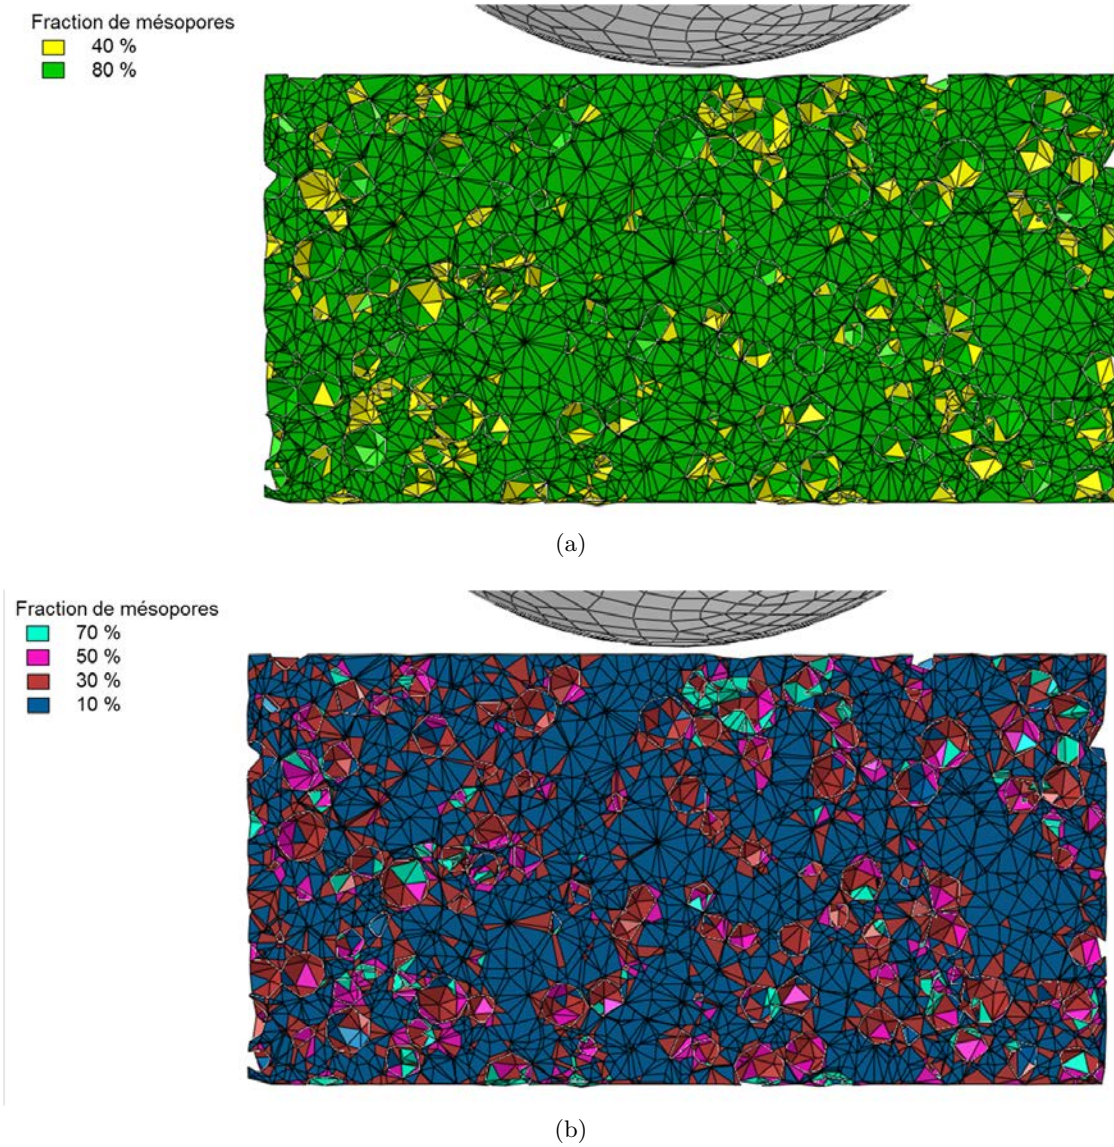 Fraction de mésopores
40 %
80 %
(a)
Fraction de mésopores
70 %
50 %
30 %
10 %
(b)